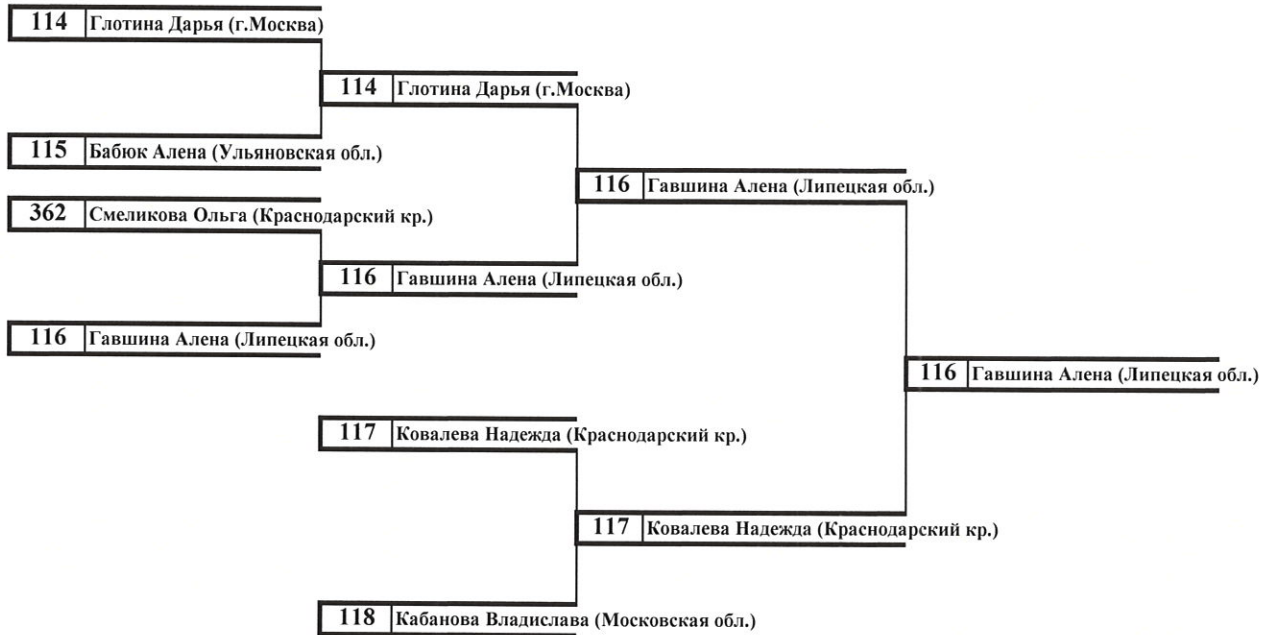 114 Глотина Дарья (г.Москва)
114 Глотина Дарья (г.Москва)
115 Бабюк Алена (Ульяновская обл.)
116 Гавшина Алена (Липецкая обл.)
362 Смеликова Ольга (Краснодарский кр.)
116 Гавшина Алена (Липецкая обл.)
116 Гавшина Алена (Липецкая обл.)
116 Гавшина Алена (Липецкая обл.)
117 Ковалева Надежда (Краснодарский кр.)
117 Ковалева Надежда (Краснодарский кр.)
118 Кабанова Владислава (Московская обл.)